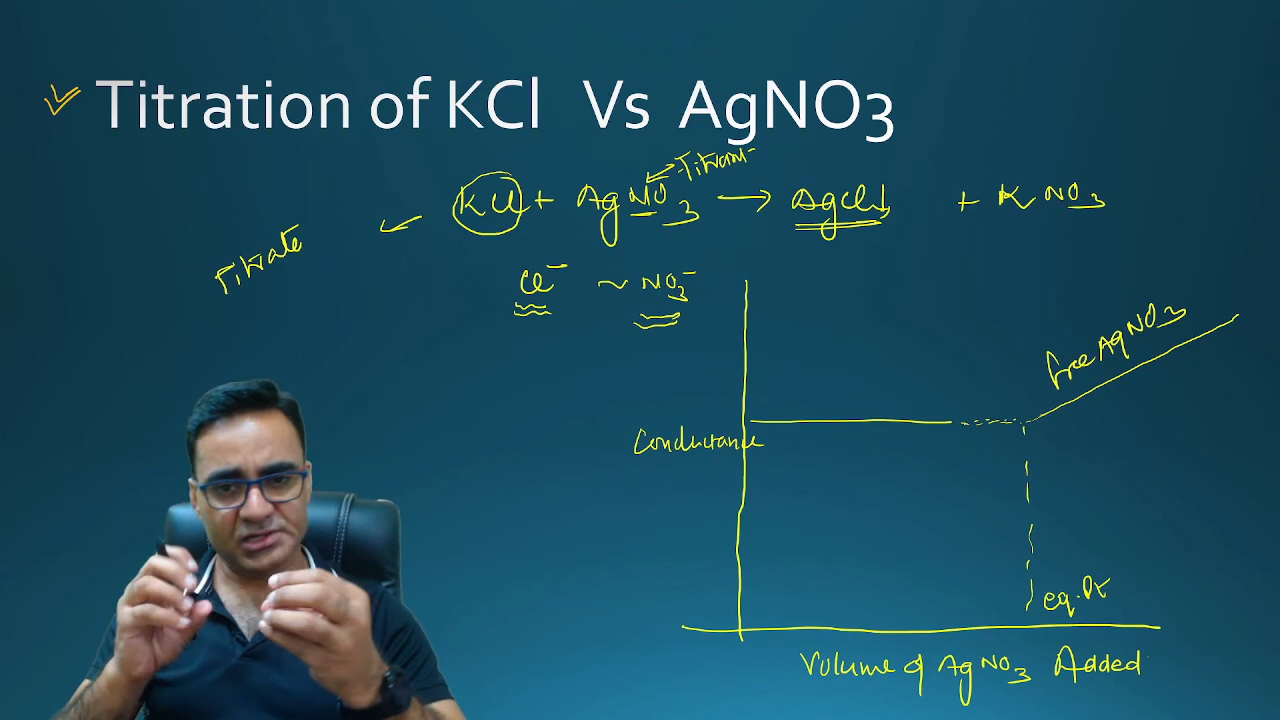 Titration of KCl Vs AgNO3
Titrant
KCl + AgNO3 → AgCl↓ + KNO3
Titrate
Cl⁻ ~ NO3⁻
free AgNO3
Conductance
eq. Pt
Volume of AgNO3 Added